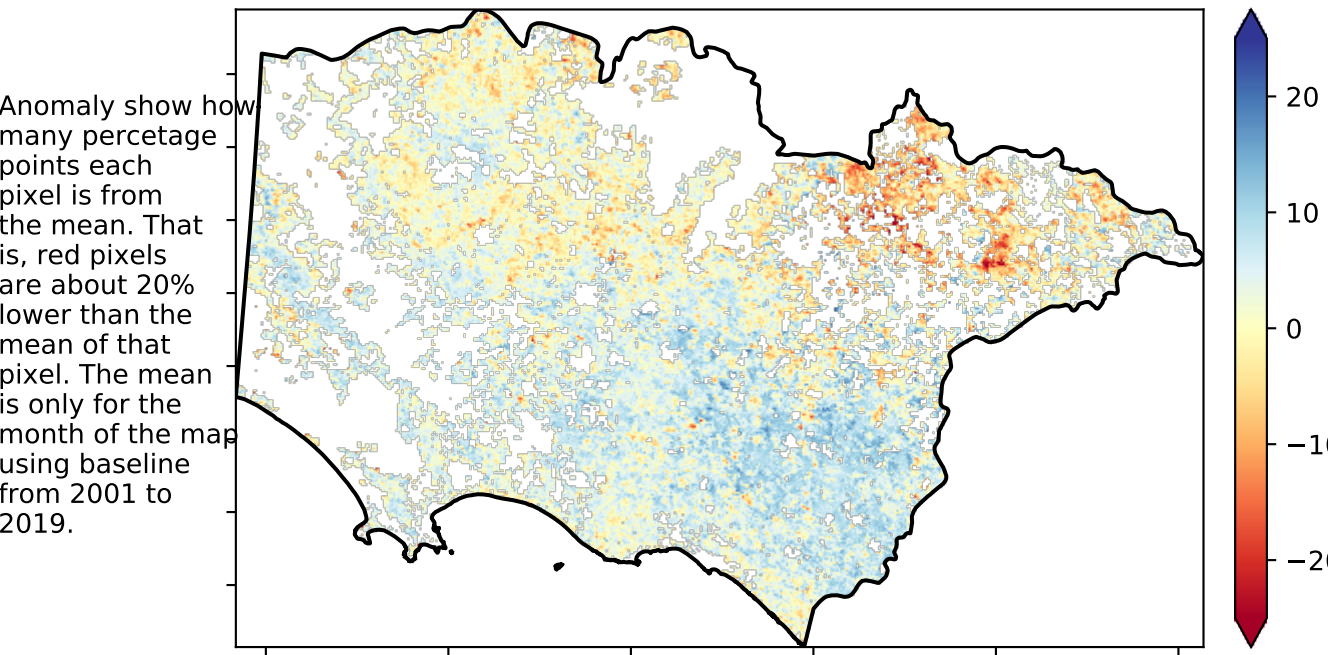 Anomaly show how
many percetage
points each
pixel is from
the mean. That
is, red pixels
are about 20%
lower than the
mean of that
pixel. The mean
is only for the
month of the map
using baseline
from 2001 to
2019.
20
10
0
−10
−20